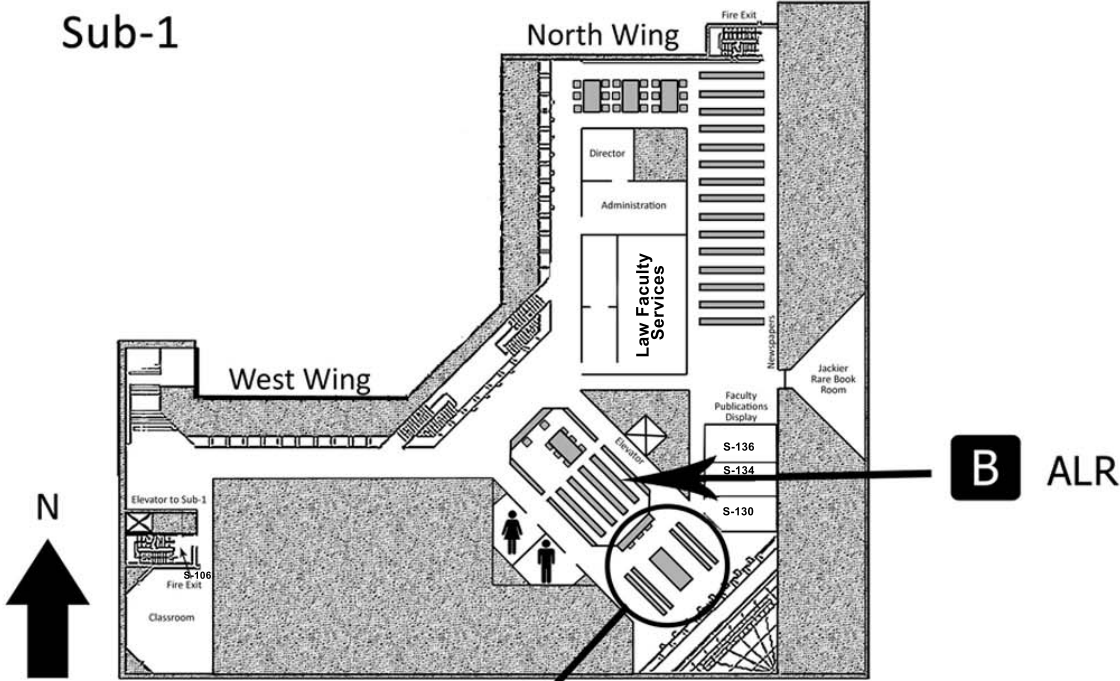 Sub-1
North Wing
Fire Exit
Director
Administration
Law Faculty
Services
Newspapers
Jackier
Rare Book
Room
West Wing
Faculty
Publications
Display
Elevator
S-136
S-134
S-130
B ALR
N
Elevator to Sub-1
S-106
Fire Exit
Classroom